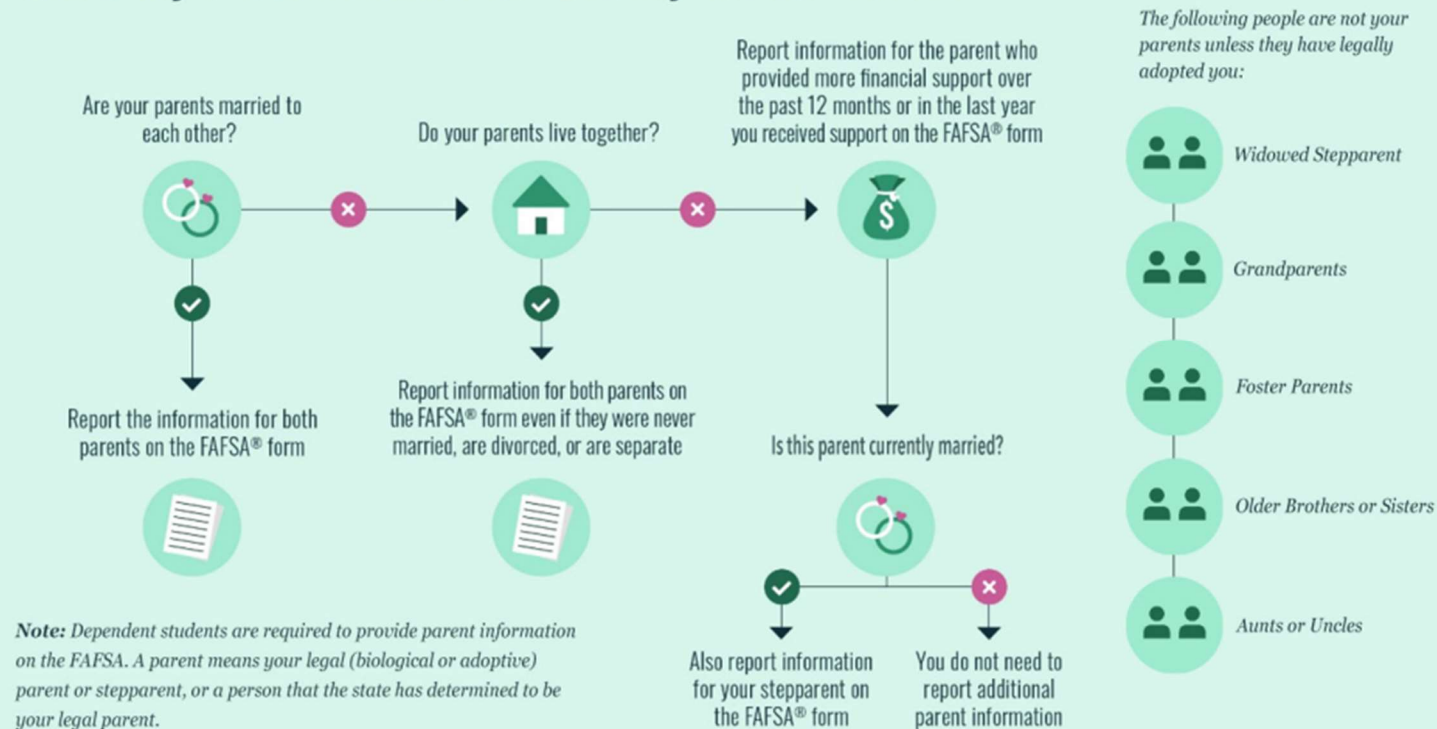 Are your parents married to
each other?
Do your parents live together?
Report information for the parent who
provided more financial support over
the past 12 months or in the last year
you received support on the FAFSA® form
$
Report the information for both
parents on the FAFSA® form
Report information for both parents on
the FAFSA® form even if they were never
married, are divorced, or are separate
Is this parent currently married?
Also report information
for your stepparent on
the FAFSA® form
You do not need to
report additional
parent information
Note: Dependent students are required to provide parent information
on the FAFSA. A parent means your legal (biological or adoptive)
parent or stepparent, or a person that the state has determined to be
your legal parent.
The following people are not your
parents unless they have legally
adopted you:
Widowed Stepparent
Grandparents
Foster Parents
Older Brothers or Sisters
Aunts or Uncles